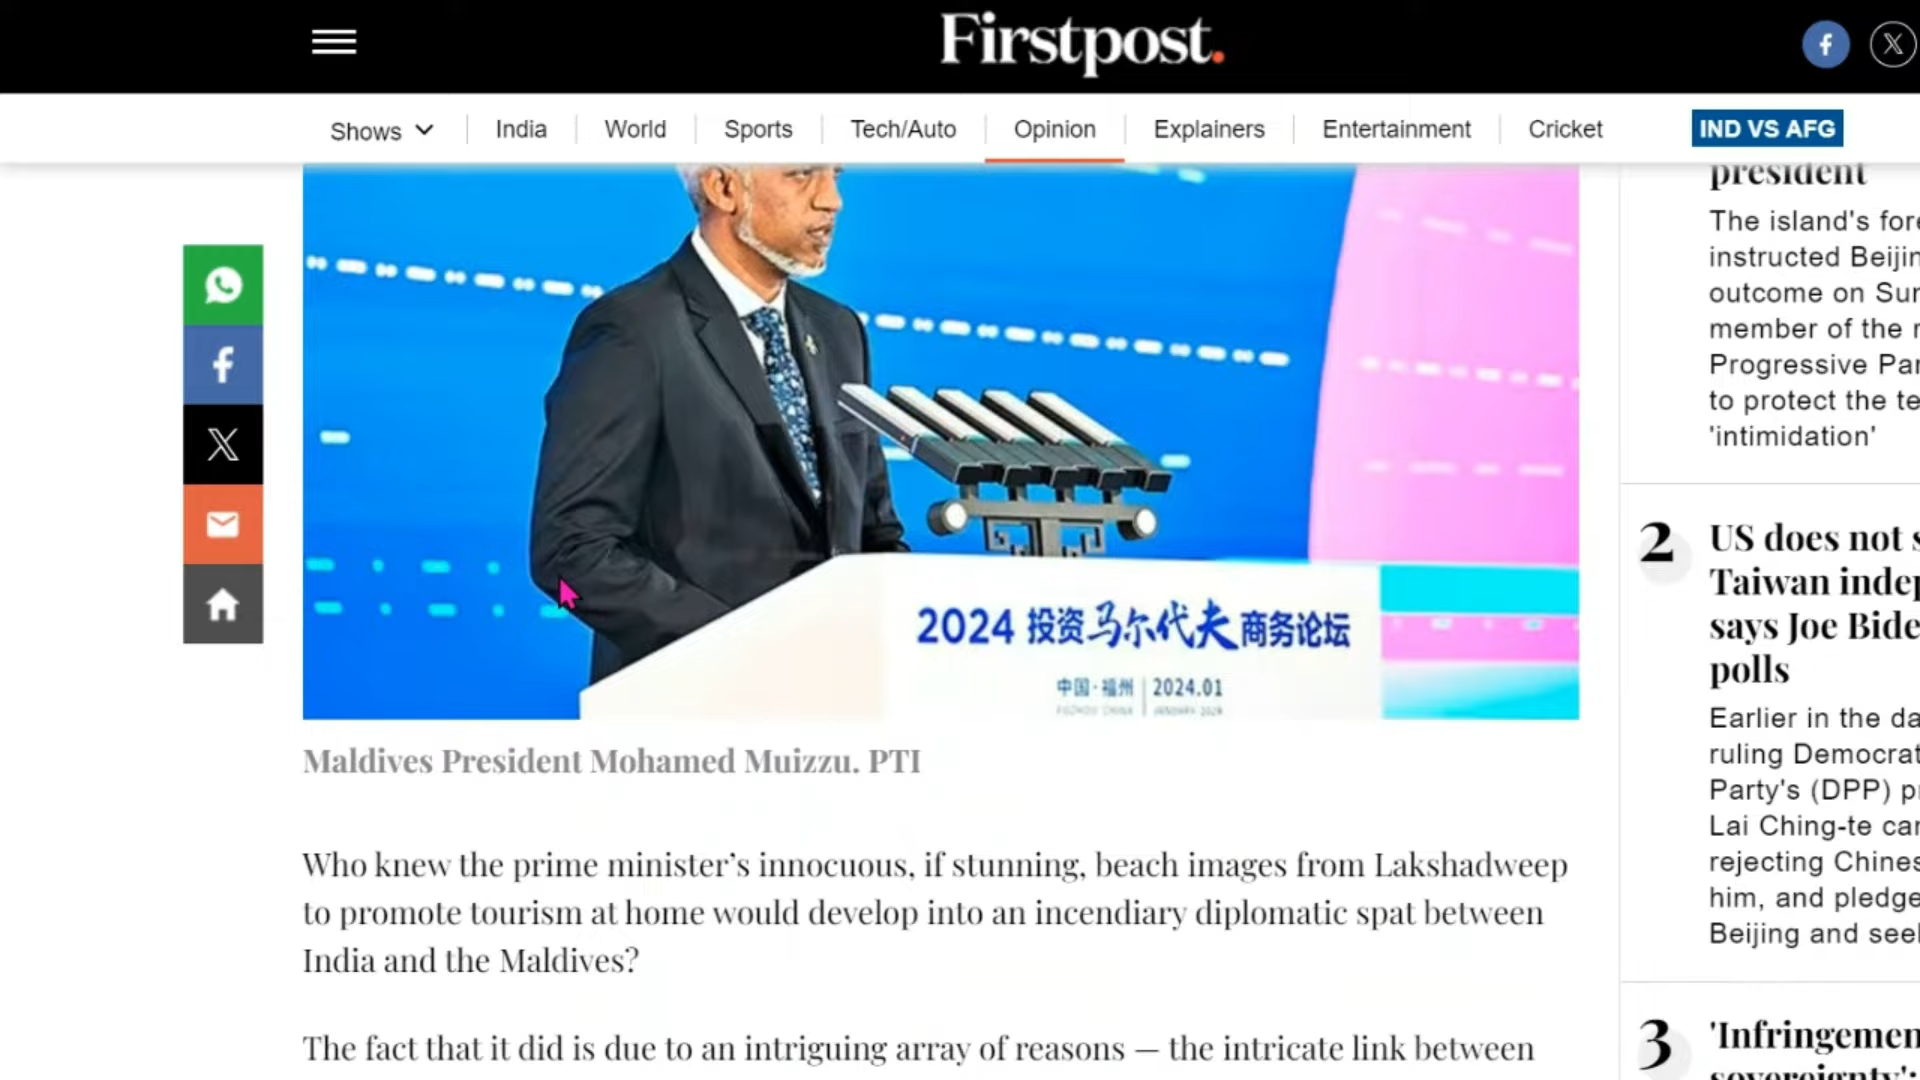 Firstpost.
Shows
India
World
Sports
Tech/Auto
Opinion
Explainers
Entertainment
Cricket
IND VS AFG
2024 投资马尔代夫商务论坛
中国·福州 | 2024.01
Maldives President Mohamed Muizzu. PTI
Who knew the prime minister’s innocuous, if stunning, beach images from Lakshadweep
to promote tourism at home would develop into an incendiary diplomatic spat between
India and the Maldives?
The fact that it did is due to an intriguing array of reasons — the intricate link between
president
The island's fore
instructed Beijin
outcome on Sun
member of the r
Progressive Par
to protect the te
'intimidation'
2
US does not s
Taiwan indep
says Joe Bide
polls
Earlier in the da
ruling Democrat
Party's (DPP) pr
Lai Ching-te can
rejecting Chines
him, and pledge
Beijing and seek
3
'Infringemen
sovereignty':